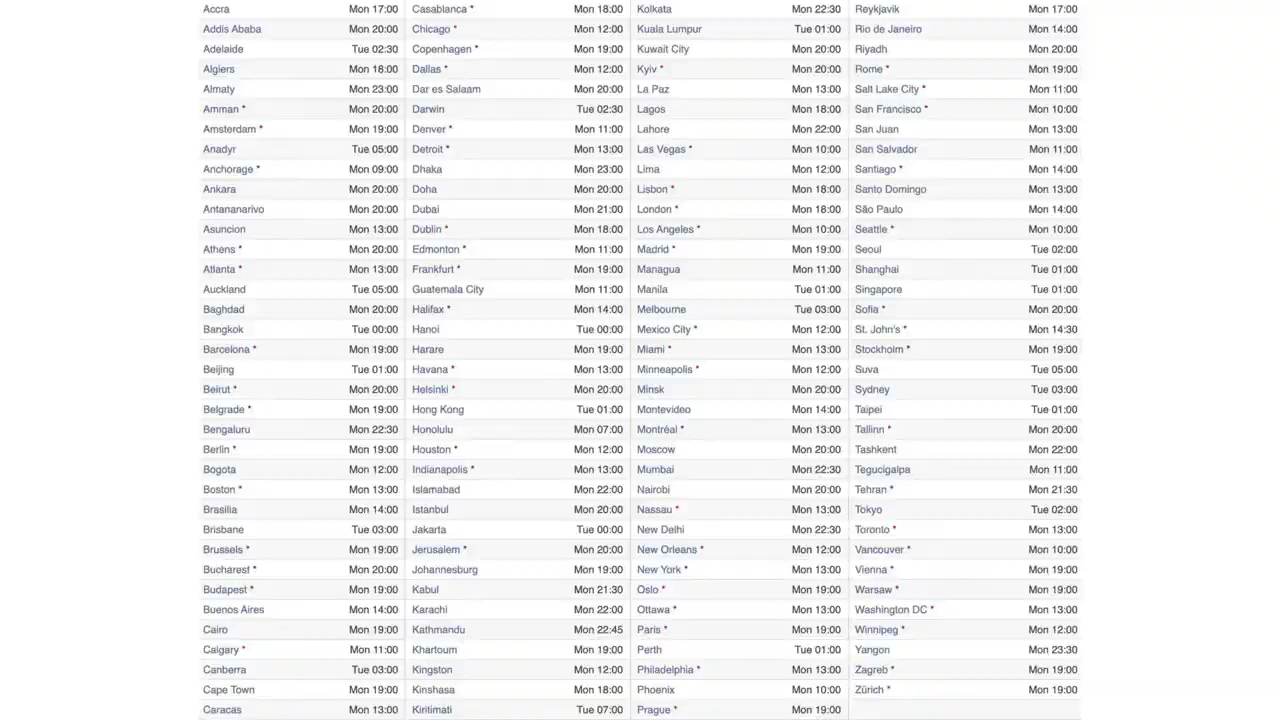 Accra Mon 17:00 Casablanca * Mon 18:00 Kolkata Mon 22:30 Reykjavik Mon 17:00
Addis Ababa Mon 20:00 Chicago * Mon 12:00 Kuala Lumpur Tue 01:00 Rio de Janeiro Mon 14:00
Adelaide Tue 02:30 Copenhagen * Mon 19:00 Kuwait City Mon 20:00 Riyadh Mon 20:00
Algiers Mon 18:00 Dallas * Mon 12:00 Kyiv * Mon 20:00 Rome * Mon 19:00
Almaty Mon 23:00 Dar es Salaam Mon 20:00 La Paz Mon 13:00 Salt Lake City * Mon 11:00
Amman * Mon 20:00 Darwin Tue 02:30 Lagos Mon 18:00 San Francisco * Mon 10:00
Amsterdam * Mon 19:00 Denver * Mon 11:00 Lahore Mon 22:00 San Juan Mon 13:00
Anadyr Tue 05:00 Detroit * Mon 13:00 Las Vegas * Mon 10:00 San Salvador Mon 11:00
Anchorage * Mon 09:00 Dhaka Mon 23:00 Lima Mon 12:00 Santiago * Mon 14:00
Ankara Mon 20:00 Doha Mon 20:00 Lisbon * Mon 18:00 Santo Domingo Mon 13:00
Antananarivo Mon 20:00 Dubai Mon 21:00 London * Mon 18:00 São Paulo Mon 14:00
Asuncion Mon 13:00 Dublin * Mon 18:00 Los Angeles * Mon 10:00 Seattle * Mon 10:00
Athens * Mon 20:00 Edmonton * Mon 11:00 Madrid * Mon 19:00 Seoul Tue 02:00
Atlanta * Mon 13:00 Frankfurt * Mon 19:00 Managua Mon 11:00 Shanghai Tue 01:00
Auckland Tue 05:00 Guatemala City Mon 11:00 Manila Tue 01:00 Singapore Tue 01:00
Baghdad Mon 20:00 Halifax * Mon 14:00 Melbourne Tue 03:00 Sofia * Mon 20:00
Bangkok Tue 00:00 Hanoi Tue 00:00 Mexico City * Mon 12:00 St. John's * Mon 14:30
Barcelona * Mon 19:00 Harare Mon 19:00 Miami * Mon 13:00 Stockholm * Mon 19:00
Beijing Tue 01:00 Havana * Mon 13:00 Minneapolis * Mon 12:00 Suva Tue 05:00
Beirut * Mon 20:00 Helsinki * Mon 20:00 Minsk Mon 20:00 Sydney Tue 03:00
Belgrade * Mon 19:00 Hong Kong Tue 01:00 Montevideo Mon 14:00 Taipei Tue 01:00
Bengaluru Mon 22:30 Honolulu Mon 07:00 Montréal * Mon 13:00 Tallinn * Mon 20:00
Berlin * Mon 19:00 Houston * Mon 12:00 Moscow Mon 20:00 Tashkent Mon 22:00
Bogota Mon 12:00 Indianapolis * Mon 13:00 Mumbai Mon 22:30 Tegucigalpa Mon 11:00
Boston * Mon 13:00 Islamabad Mon 22:00 Nairobi Mon 20:00 Tehran * Mon 21:30
Brasilia Mon 14:00 Istanbul Mon 20:00 Nassau * Mon 13:00 Tokyo Tue 02:00
Brisbane Tue 03:00 Jakarta Tue 00:00 New Delhi Mon 22:30 Toronto * Mon 13:00
Brussels * Mon 19:00 Jerusalem * Mon 20:00 New Orleans * Mon 12:00 Vancouver * Mon 10:00
Bucharest * Mon 20:00 Johannesburg Mon 19:00 New York * Mon 13:00 Vienna * Mon 19:00
Budapest * Mon 19:00 Kabul Mon 21:30 Oslo * Mon 19:00 Warsaw * Mon 19:00
Buenos Aires Mon 14:00 Karachi Mon 22:00 Ottawa * Mon 13:00 Washington DC * Mon 13:00
Cairo Mon 19:00 Kathmandu Mon 22:45 Paris * Mon 19:00 Winnipeg * Mon 12:00
Calgary * Mon 11:00 Khartoum Mon 19:00 Perth Tue 01:00 Yangon Mon 23:30
Canberra Tue 03:00 Kingston Mon 12:00 Philadelphia * Mon 13:00 Zagreb * Mon 19:00
Cape Town Mon 19:00 Kinshasa Mon 18:00 Phoenix Mon 10:00 Zürich * Mon 19:00
Caracas Mon 13:00 Kiritimati Tue 07:00 Prague * Mon 19:00